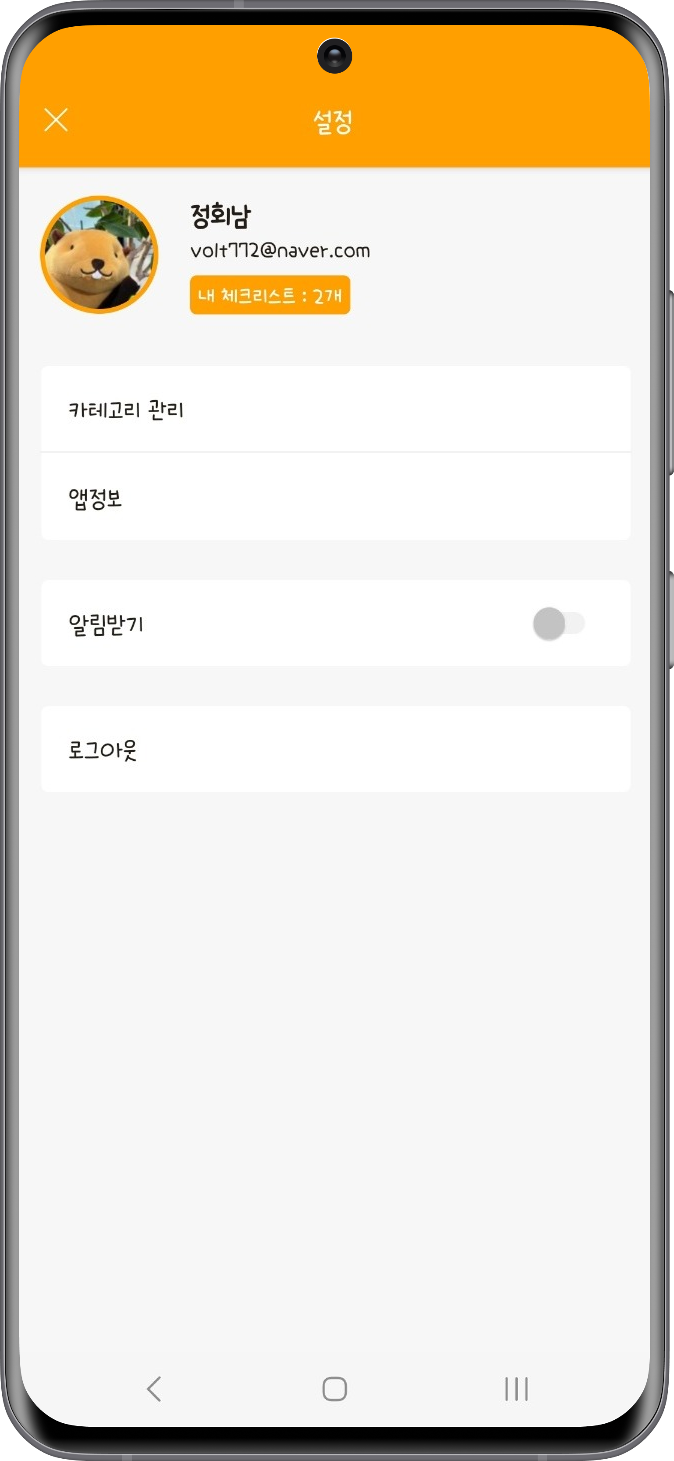 설정
정회남
volt772@naver.com
내 체크리스트 : 2개
카테고리 관리
앱정보
알림받기
로그아웃